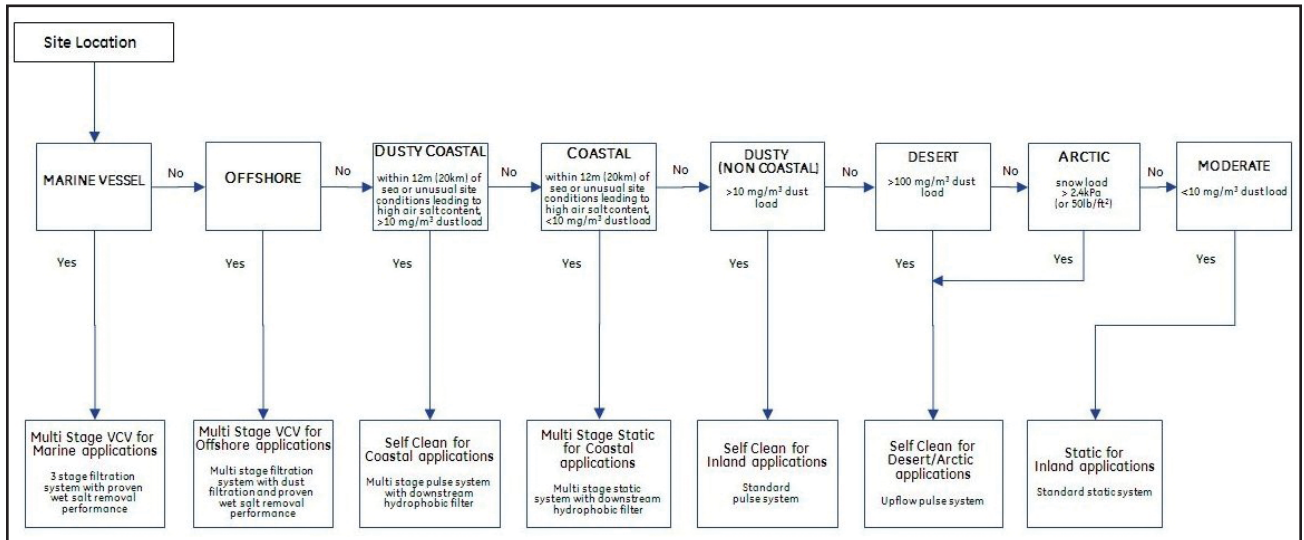 Site Location
MARINE VESSEL
No
OFFSHORE
No
DUSTY COASTAL
within 12m (20km) of
sea or unusual site
conditions leading to
high air salt content,
>10 mg/m³ dust load
No
COASTAL
within 12m (20km) of
sea or unusual site
conditions leading to
high air salt content,
<10 mg/m³ dust load
No
DUSTY
(NON COASTAL)
>10 mg/m³ dust
load
No
DESERT
>100 mg/m³ dust
load
No
ARCTIC
snow load
> 2.4kPa
(or 50lb/ft²)
No
MODERATE
<10 mg/m³ dust load
Yes
Yes
Yes
Yes
Yes
Yes
Yes
Yes
Multi Stage VCV for
Marine applications
3 stage filtration
system with proven
wet salt removal
performance
Multi Stage VCV for
Offshore applications
Multi stage filtration
system with dust
filtration and proven
wet salt removal
performance
Self Clean for
Coastal applications
Multi stage pulse system
with downstream
hydrophobic filter
Multi Stage Static
for Coastal
applications
Multi stage static
system with downstream
hydrophobic filter
Self Clean for
Inland applications
Standard
pulse system
Self Clean for
Desert/Arctic
applications
Upflow pulse system
Static for
Inland applications
Standard static system